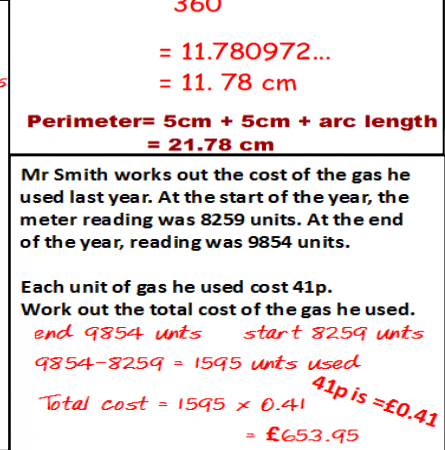 360
= 11.780972...
= 11. 78 cm
s
Perimeter= 5cm + 5cm + arc length
= 21.78 cm
Mr Smith works out the cost of the gas he
used last year. At the start of the year, the
meter reading was 8259 units. At the end
of the year, reading was 9854 units.
Each unit of gas he used cost 41p.
Work out the total cost of the gas he used.
end 9854 unts start 8259 unts
9854-8259 = 1595 unts used
41p is =£0.41
Total cost = 1595 x 0.41
= £653.95